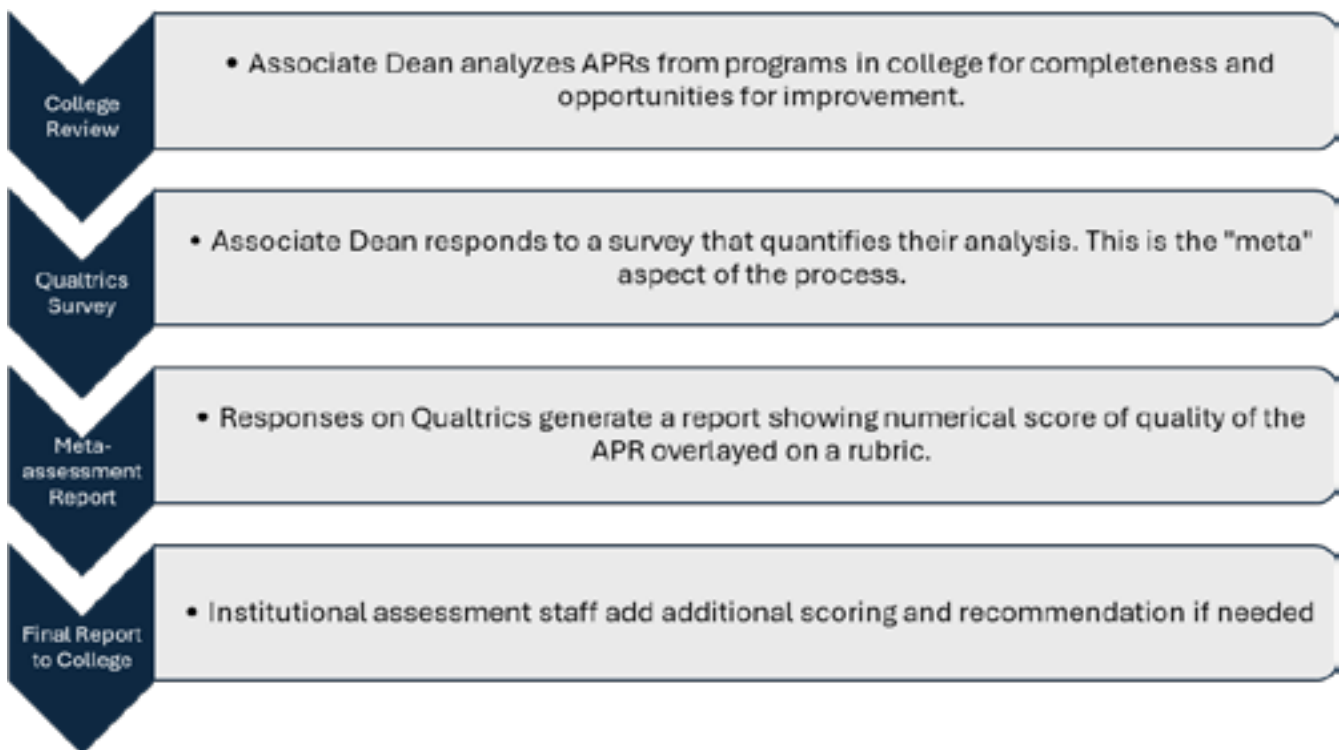 College
Review
• Associate Dean analyzes APRs from programs in college for completeness and
opportunities for improvement.
Qualtrics
Survey
• Associate Dean responds to a survey that quantifies their analysis. This is the "meta"
aspect of the process.
Meta-
assessment
Report
• Responses on Qualtrics generate a report showing numerical score of quality of the
APR overlayed on a rubric.
Final Report
to College
• Institutional assessment staff add additional scoring and recommendation if needed